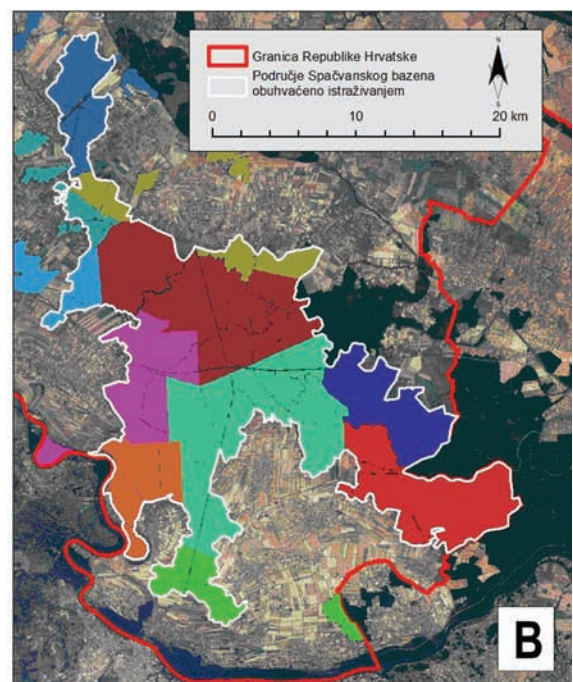 N
Granica Republike Hrvatske
Područje Spačvanskog bazena
obuhvaćeno istraživanjem
S
0 10 20 km
B